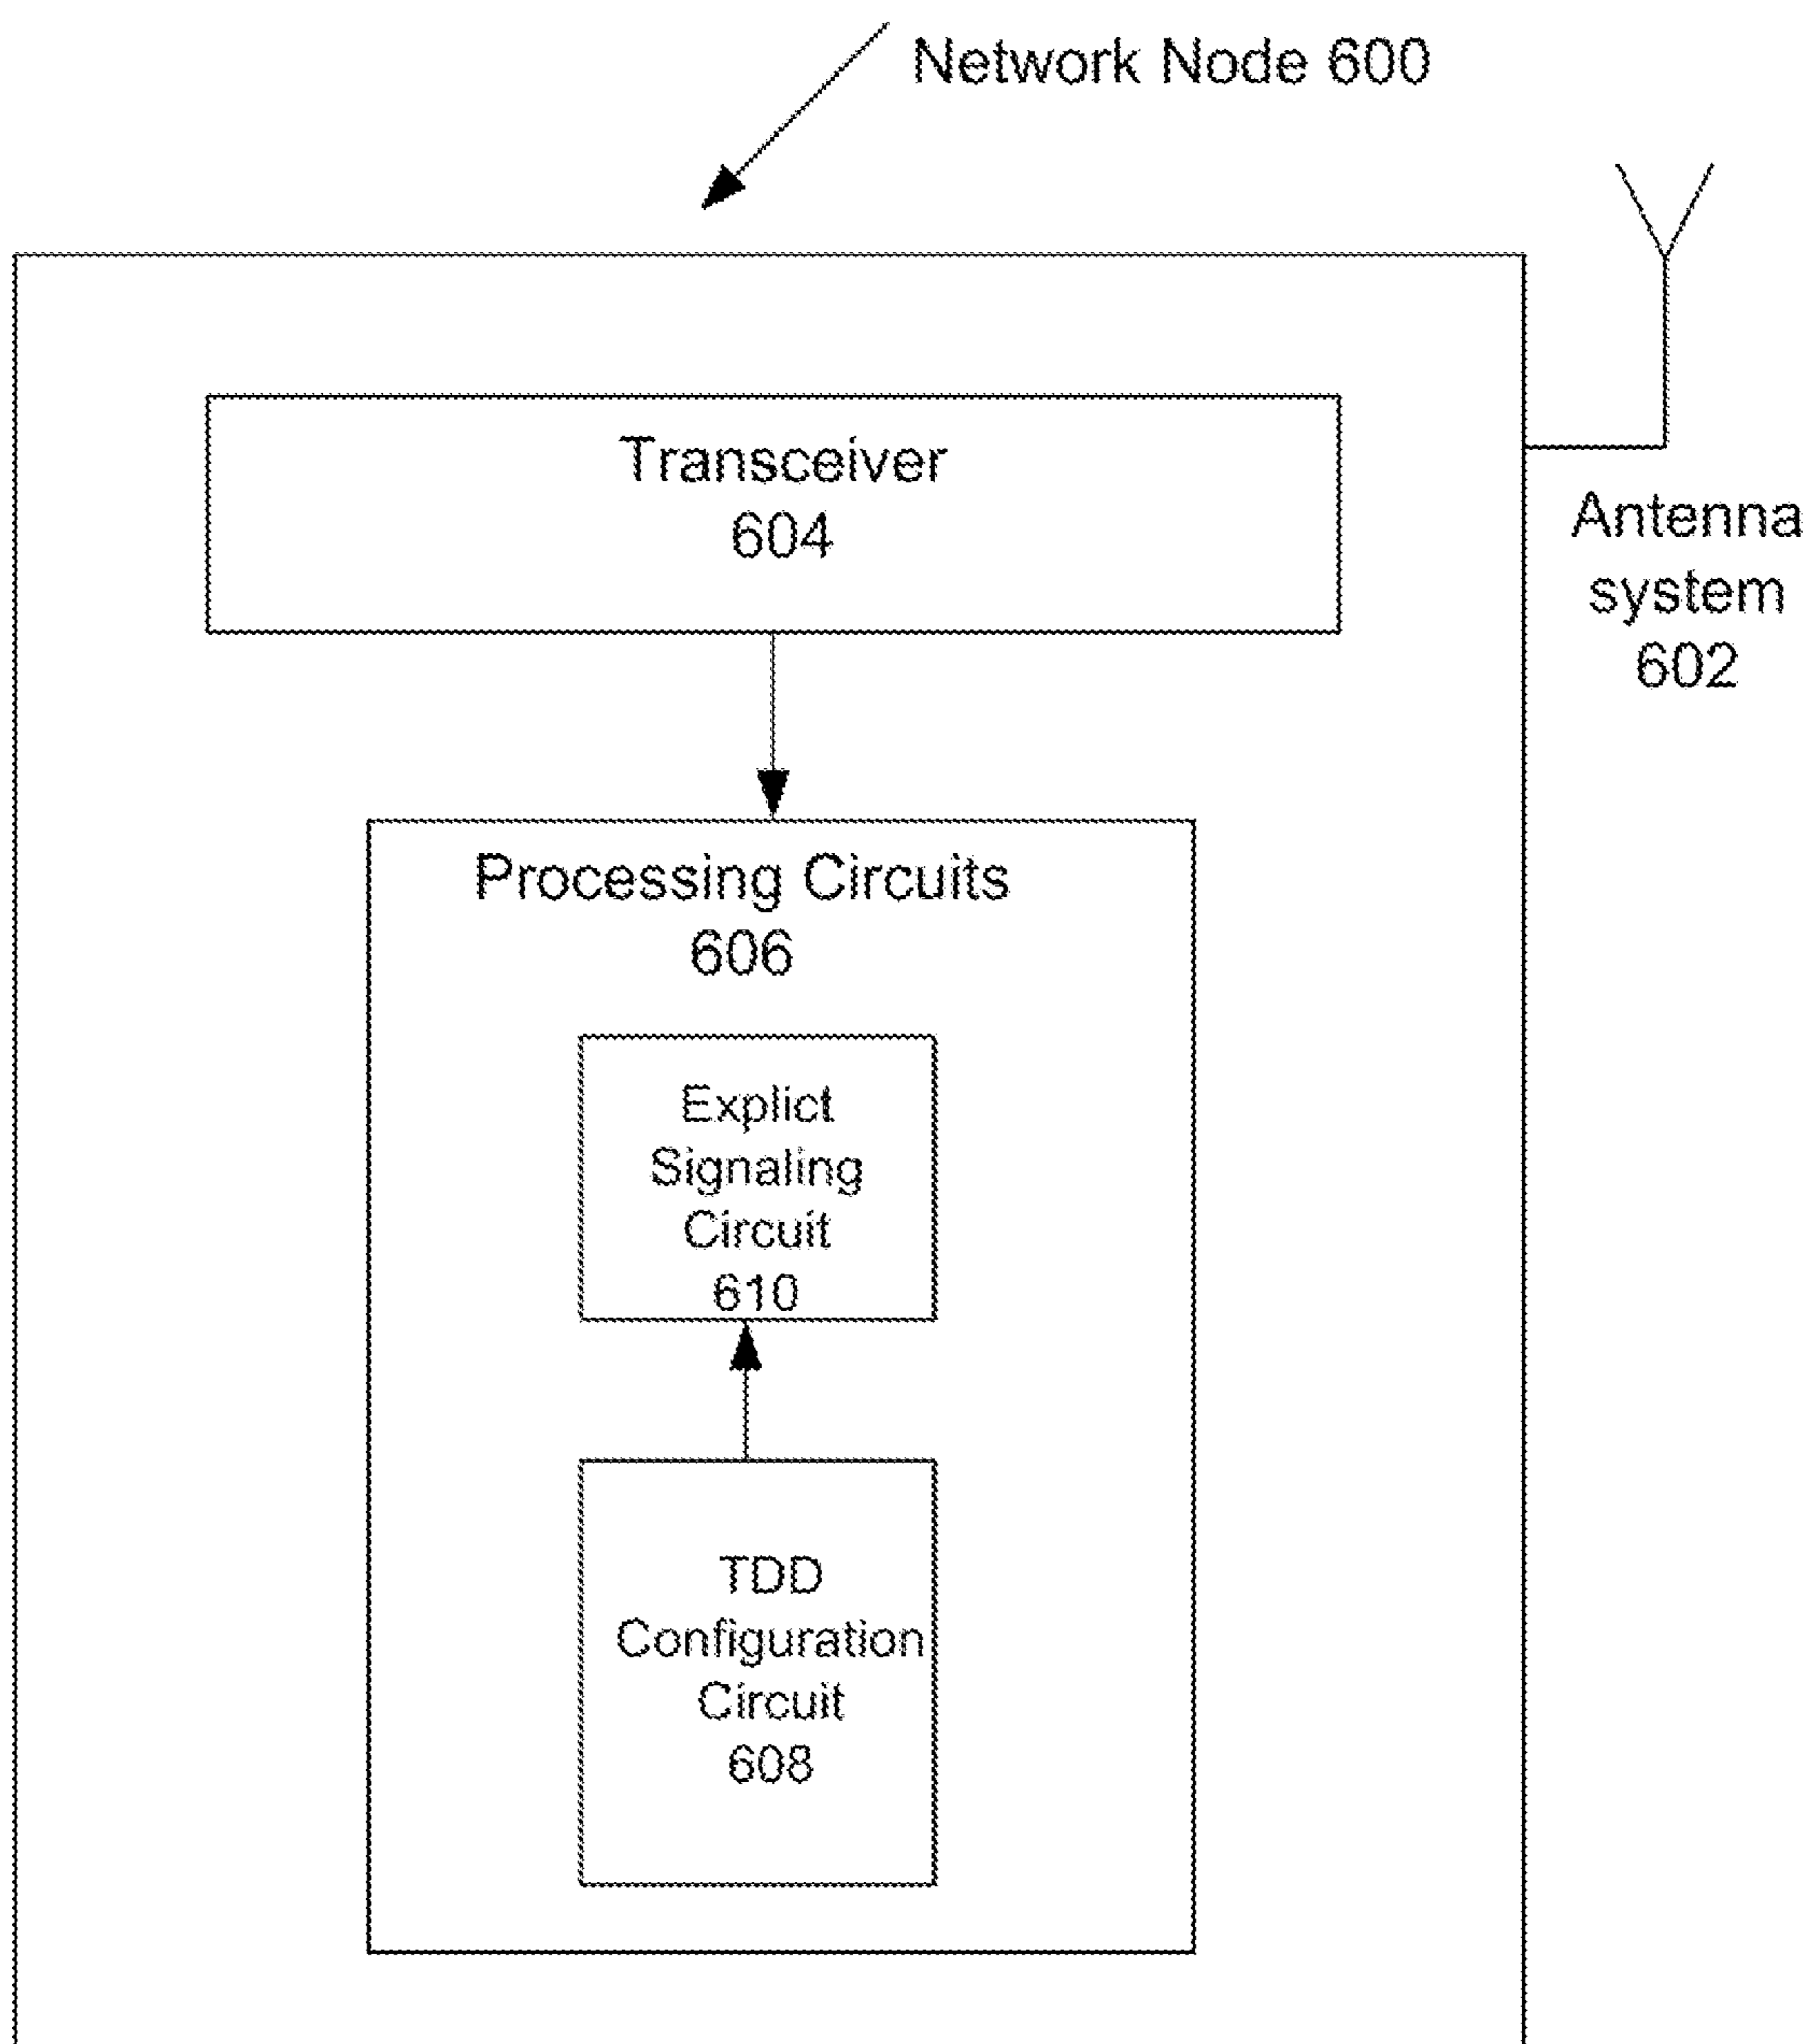 Network Node 600
Transceiver
604
Antenna
system
602
Processing Circuits
606
Explict
Signaling
Circuit
610
TDD
Configuration
Circuit
608